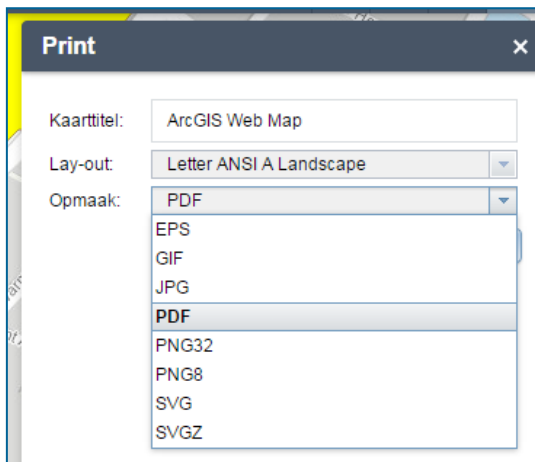 Print ×
Kaarttitel: ArcGIS Web Map
Lay-out: Letter ANSI A Landscape
Opmaak: PDF
EPS
GIF
JPG
PDF
PNG32
PNG8
SVG
SVGZ